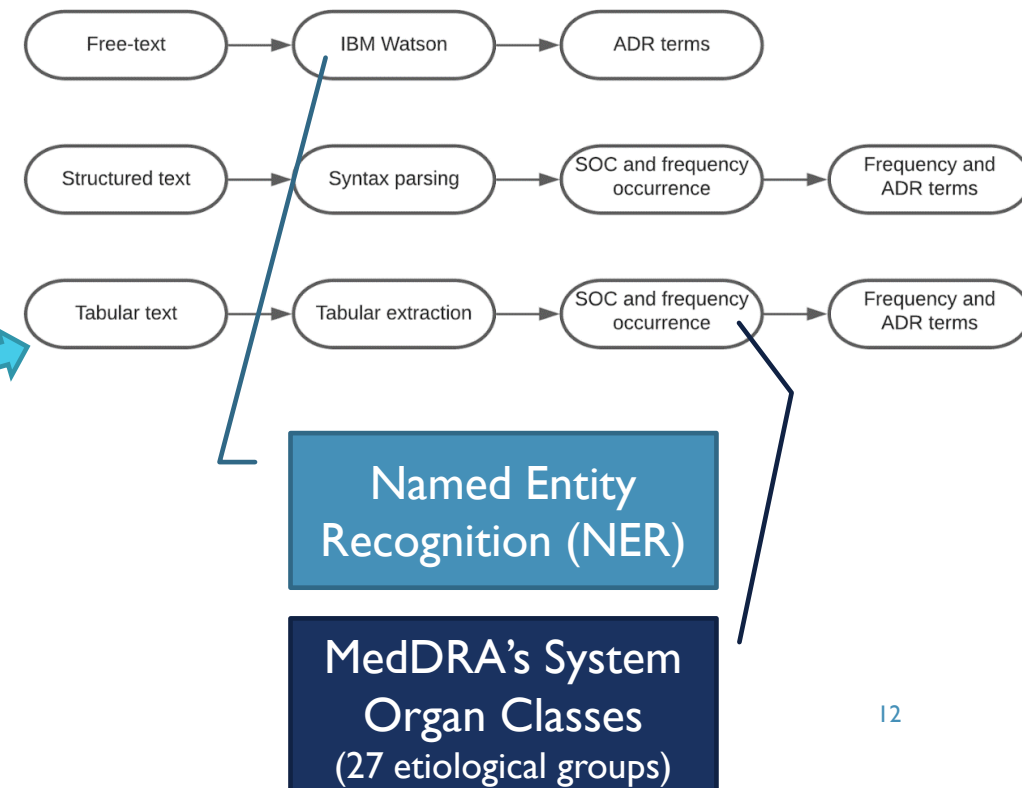 Free-text
IBM Watson
ADR terms
Structured text
Syntax parsing
SOC and frequency
occurrence
Frequency and
ADR terms
Tabular text
Tabular extraction
SOC and frequency
occurrence
Frequency and
ADR terms
Named Entity
Recognition (NER)
MedDRA’s System
Organ Classes
(27 etiological groups)
12